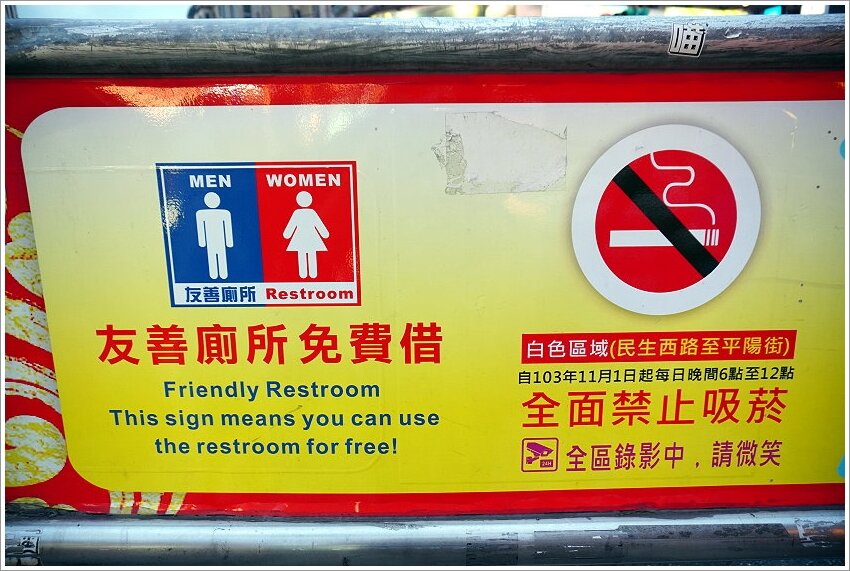 喵
MEN WOMEN
友善廁所 Restroom
友善廁所免費借
Friendly Restroom
This sign means you can use
the restroom for free!
白色區域(民生西路至平陽街)
自103年11月1日起每日晚間6點至12點
全面禁止吸菸
24H
全區錄影中，請微笑